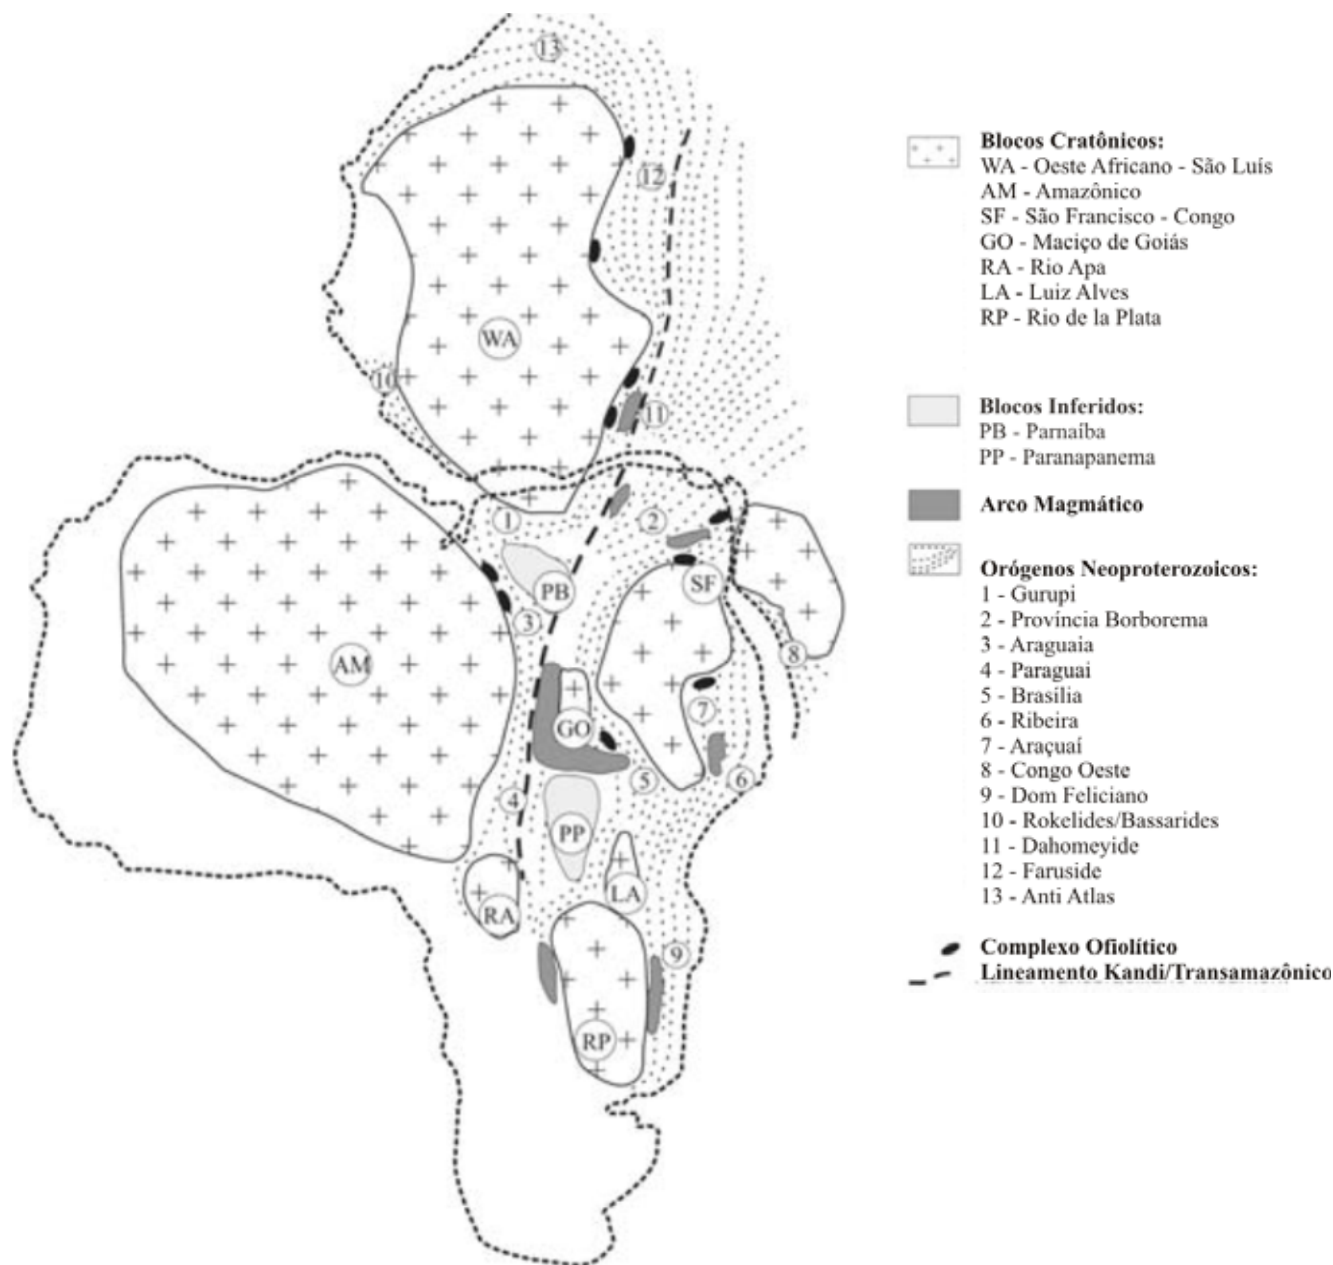 13
12
WA
10
11
1
2
PB
SF
3
8
AM
7
GO
5
6
4
PP
LA
RA
9
RP
Blocos Cratônicos:
WA - Oeste Africano - São Luís
AM - Amazônico
SF - São Francisco - Congo
GO - Maciço de Goiás
RA - Rio Apa
LA - Luiz Alves
RP - Rio de la Plata
Blocos Inferidos:
PB - Parnaíba
PP - Paranapanema
Arco Magmático
Orógenos Neoproterozoicos:
1 - Gurupi
2 - Província Borborema
3 - Araguaia
4 - Paraguai
5 - Brasília
6 - Ribeira
7 - Araçuaí
8 - Congo Oeste
9 - Dom Feliciano
10 - Rokelides/Bassarides
11 - Dahomeyide
12 - Faruside
13 - Anti Atlas
Complexo Ofiolítico
Lineamento Kandi/Transamazônico